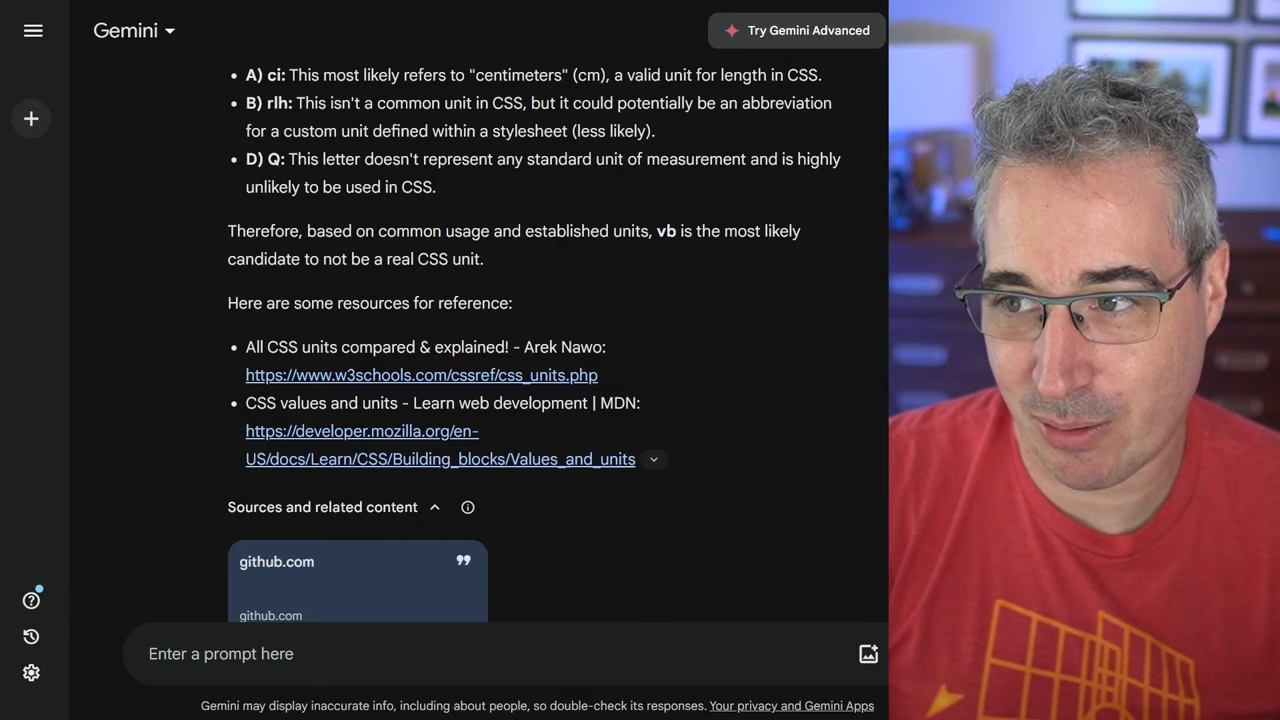 Gemini
Try Gemini Advanced
A) ci: This most likely refers to "centimeters" (cm), a valid unit for length in CSS.
B) rlh: This isn't a common unit in CSS, but it could potentially be an abbreviation
for a custom unit defined within a stylesheet (less likely).
D) Q: This letter doesn't represent any standard unit of measurement and is highly
unlikely to be used in CSS.
Therefore, based on common usage and established units, vb is the most likely
candidate to not be a real CSS unit.
Here are some resources for reference:
All CSS units compared & explained! - Arek Nawo:
https://www.w3schools.com/cssref/css_units.php
CSS values and units - Learn web development | MDN:
https://developer.mozilla.org/en-
US/docs/Learn/CSS/Building_blocks/Values_and_units
Sources and related content
github.com
github.com
Enter a prompt here
Gemini may display inaccurate info, including about people, so double-check its responses. Your privacy and Gemini Apps